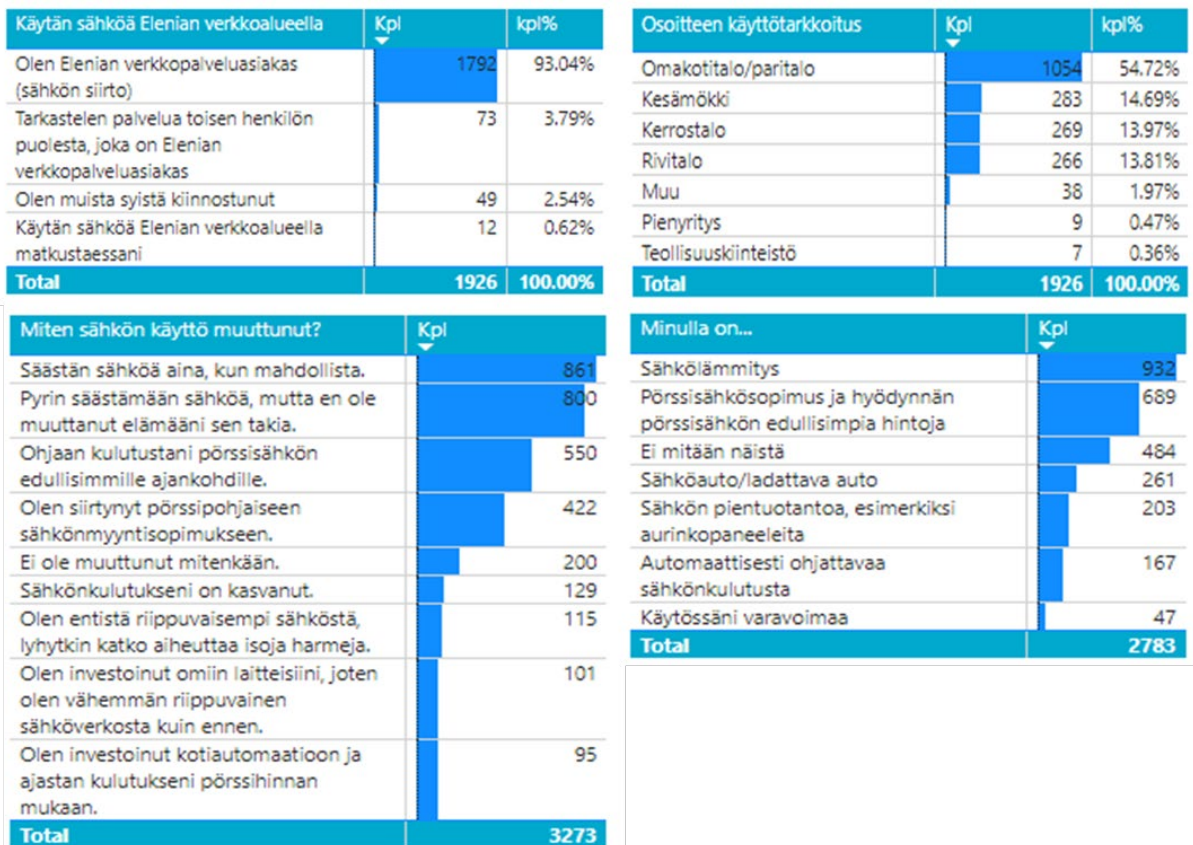 Käytän sähköä Elenian verkkoalueella Kpl kpl%
Olen Elenian verkkopalveluasiakas 1792 93.04%
(sähkön siirto)
Tarkastelen palvelua toisen henkilön 73 3.79%
puolesta, joka on Elenian
verkkopalveluasiakas
Olen muista syistä kiinnostunut 49 2.54%
Käytän sähköä Elenian verkkoalueella 12 0.62%
matkustaessani
Total 1926 100.00%
Osoitteen käyttötarkkoitus Kpl kpl%
Omakotitalo/paritalo 1054 54.72%
Kesämökki 283 14.69%
Kerrostalo 269 13.97%
Rivitalo 266 13.81%
Muu 38 1.97%
Pienyritys 9 0.47%
Teollisuuskiinteistö 7 0.36%
Total 1926 100.00%
Miten sähkön käyttö muuttunut? Kpl
Säästän sähköä aina, kun mahdollista. 861
Pyrin säästämään sähköä, mutta en ole 800
muuttanut elämääni sen takia.
Ohjaan kulutustani pörssisähkön 550
edullisimmille ajankohdille.
Olen siirtynyt pörssipohjaiseen 422
sähkönmyyntisopimukseen.
Ei ole muuttunut mitenkään. 200
Sähkönkulutukseni on kasvanut. 129
Olen entistä riippuvaisempi sähköstä, 115
lyhytkin katko aiheuttaa isoja harmeja.
Olen investoinut omiin laitteisiini, joten 101
olen vähemmän riippuvainen
sähköverkosta kuin ennen.
Olen investoinut kotiautomaatioon ja 95
ajastan kulutukseni pörssihinnan
mukaan.
Total 3273
Minulla on... Kpl
Sähkölämmitys 932
Pörssisähkösopimus ja hyödynnän 689
pörssisähkön edullisimpia hintoja
Ei mitään näistä 484
Sähköauto/ladattava auto 261
Sähkön pientuotantoa, esimerkiksi 203
aurinkopaneeleita
Automaattisesti ohjattavaa 167
sähkönkulutusta
Käytössäni varavoimaa 47
Total 2783